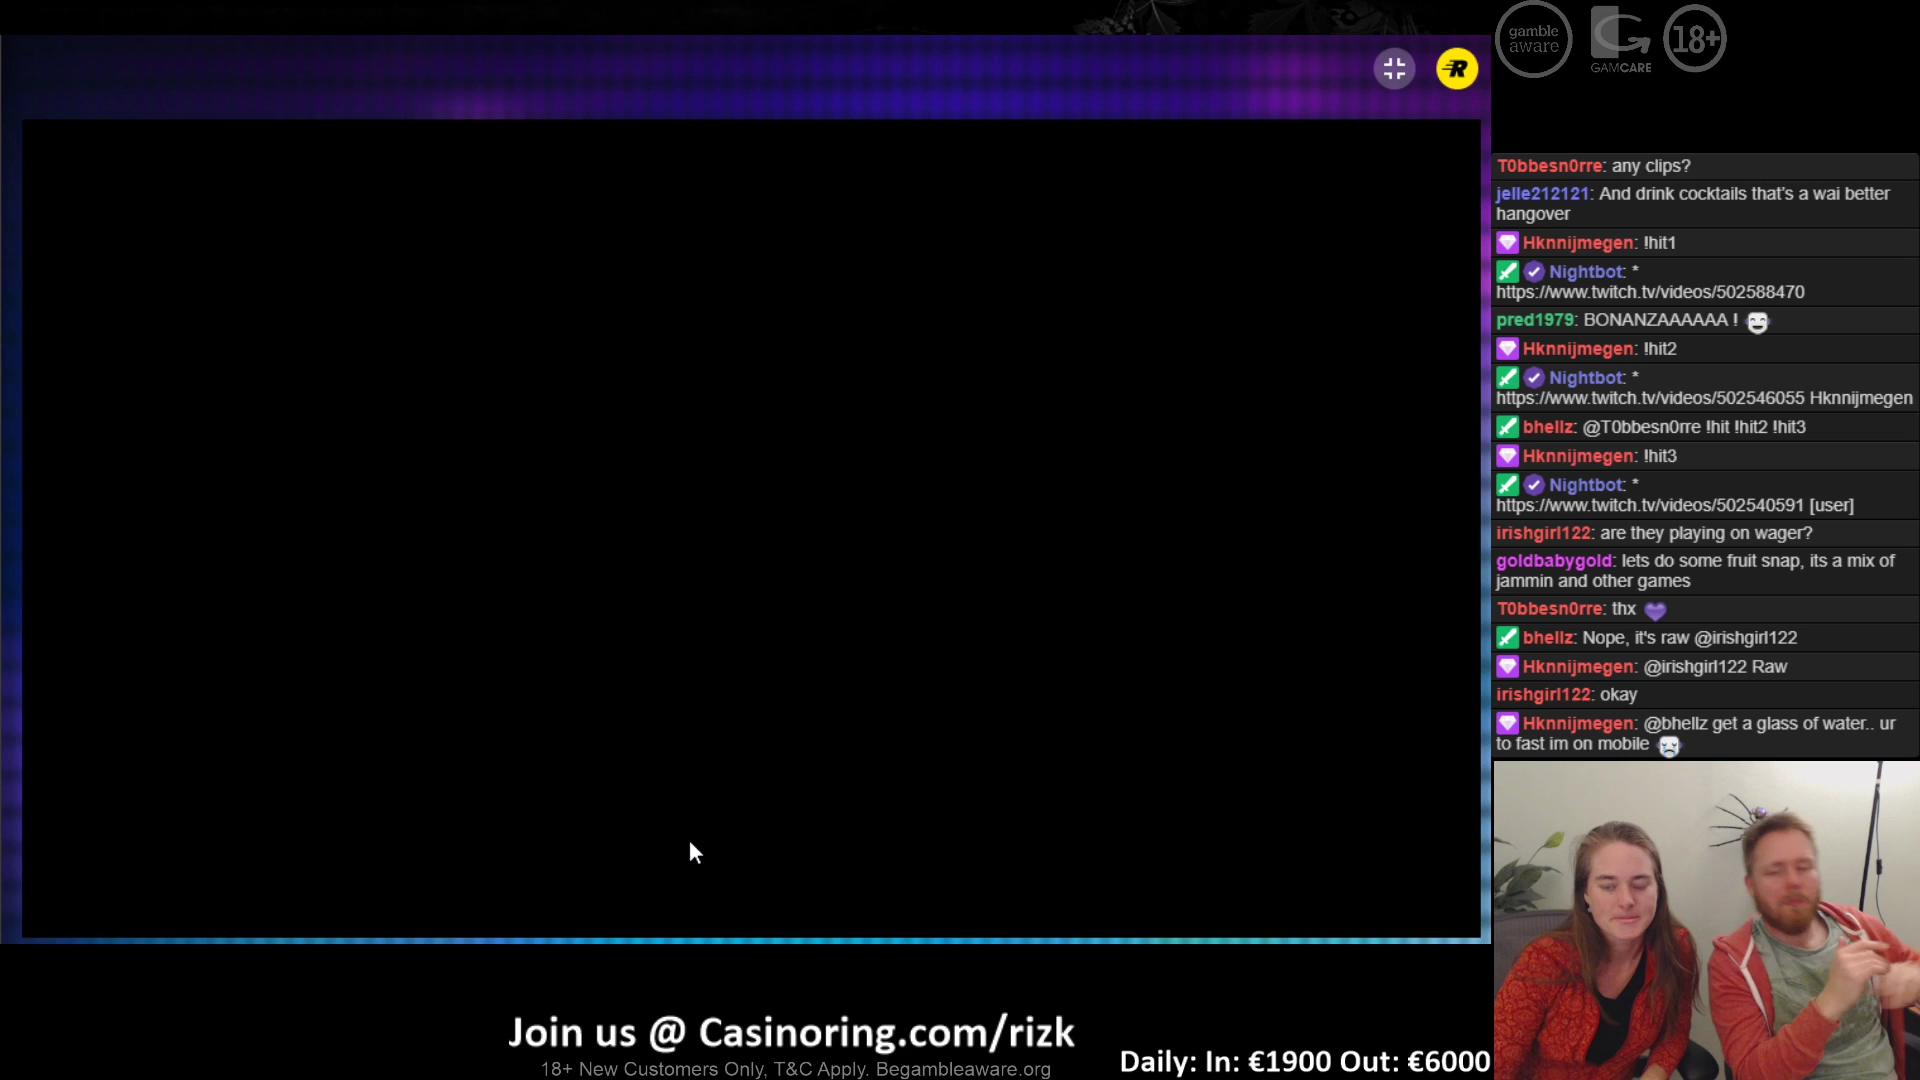 gamble
aware
GAMCARE
18+
R
T0bbesn0rre: any clips?
jelle212121: And drink cocktails that's a wai better
hangover
Hknnijmegen: !hit1
Nightbot: *
https://www.twitch.tv/videos/502588470
pred1979: BONANZAAAAAA !
Hknnijmegen: !hit2
Nightbot: *
https://www.twitch.tv/videos/502546055 Hknnijmegen
bhellz: @T0bbesn0rre !hit !hit2 !hit3
Hknnijmegen: !hit3
Nightbot: *
https://www.twitch.tv/videos/502540591 [user]
irishgirl122: are they playing on wager?
goldbabygold: lets do some fruit snap, its a mix of
jammin and other games
T0bbesn0rre: thx
bhellz: Nope, it's raw @irishgirl122
Hknnijmegen: @irishgirl122 Raw
irishgirl122: okay
Hknnijmegen: @bhellz get a glass of water.. ur
to fast im on mobile
Join us @ Casinoring.com/rizk
18+ New Customers Only, T&C Apply. Begambleaware.org
Daily: In: €1900 Out: €6000